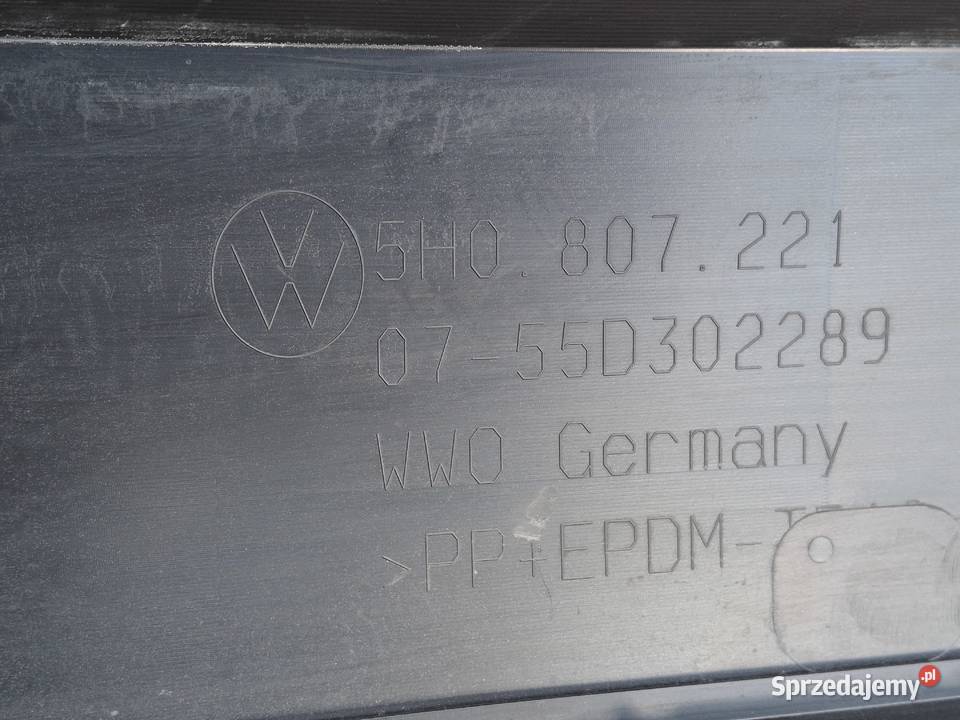 5H0.807.221
07-55D302289
WWO Germany
>PP+EPDM-
Sprzedajemy.pl